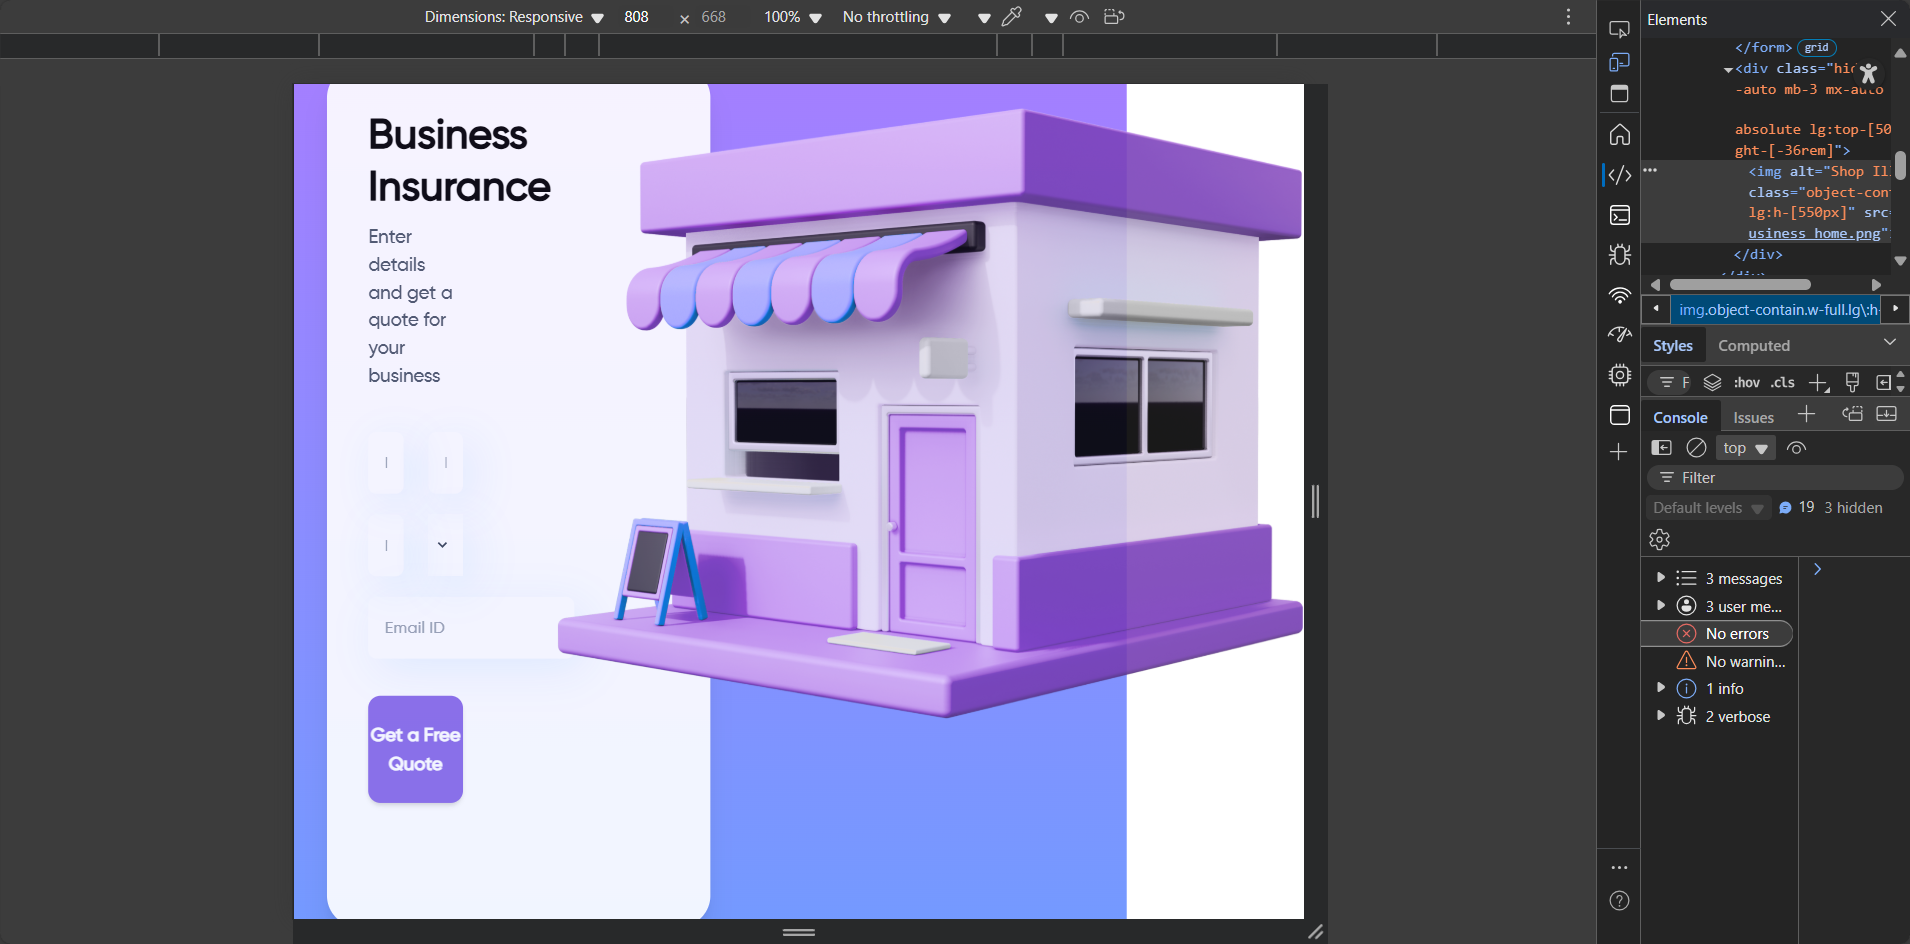 Dimensions: Responsive 808 × 668 100% No throttling
Business
Insurance
Enter
details
and get a
quote for
your
business
Email ID
Get a Free
Quote
Elements
</form> grid
<div class="hid
-auto mb-3 mx-auto
absolute lg:top-[50
ght-[-36rem]">
<img alt="Shop Il
class="object-con
lg:h-[550px]" src
usiness_home.png"
</div>
img.object-contain.w-full.lg\:h-
Styles Computed
F :hov .cls
Console Issues
top
Filter
Default levels 19 3 hidden
3 messages
3 user me...
No errors
No warnin...
1 info
2 verbose